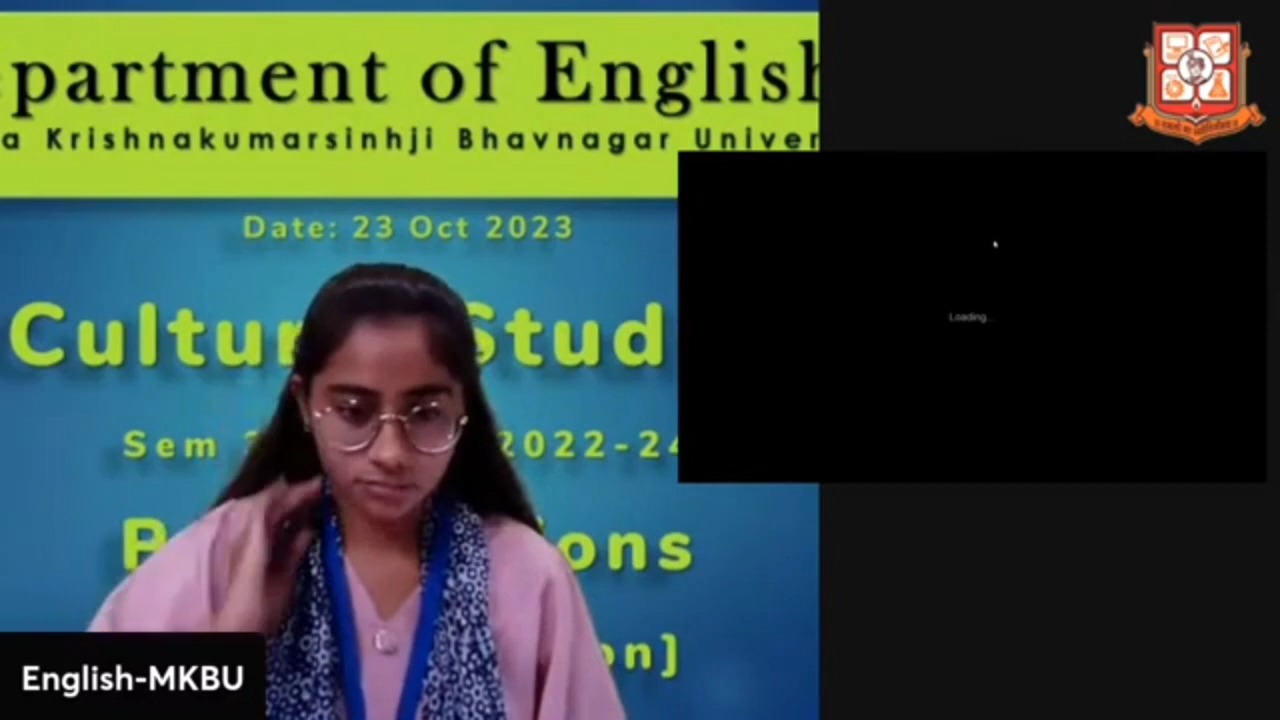 partment of English
a Krishnakumarsinhji Bhavnagar Univer
Date: 23 Oct 2023
Cultur Stud
Sem 2022-24
ons
on]
Loading...
English-MKBU